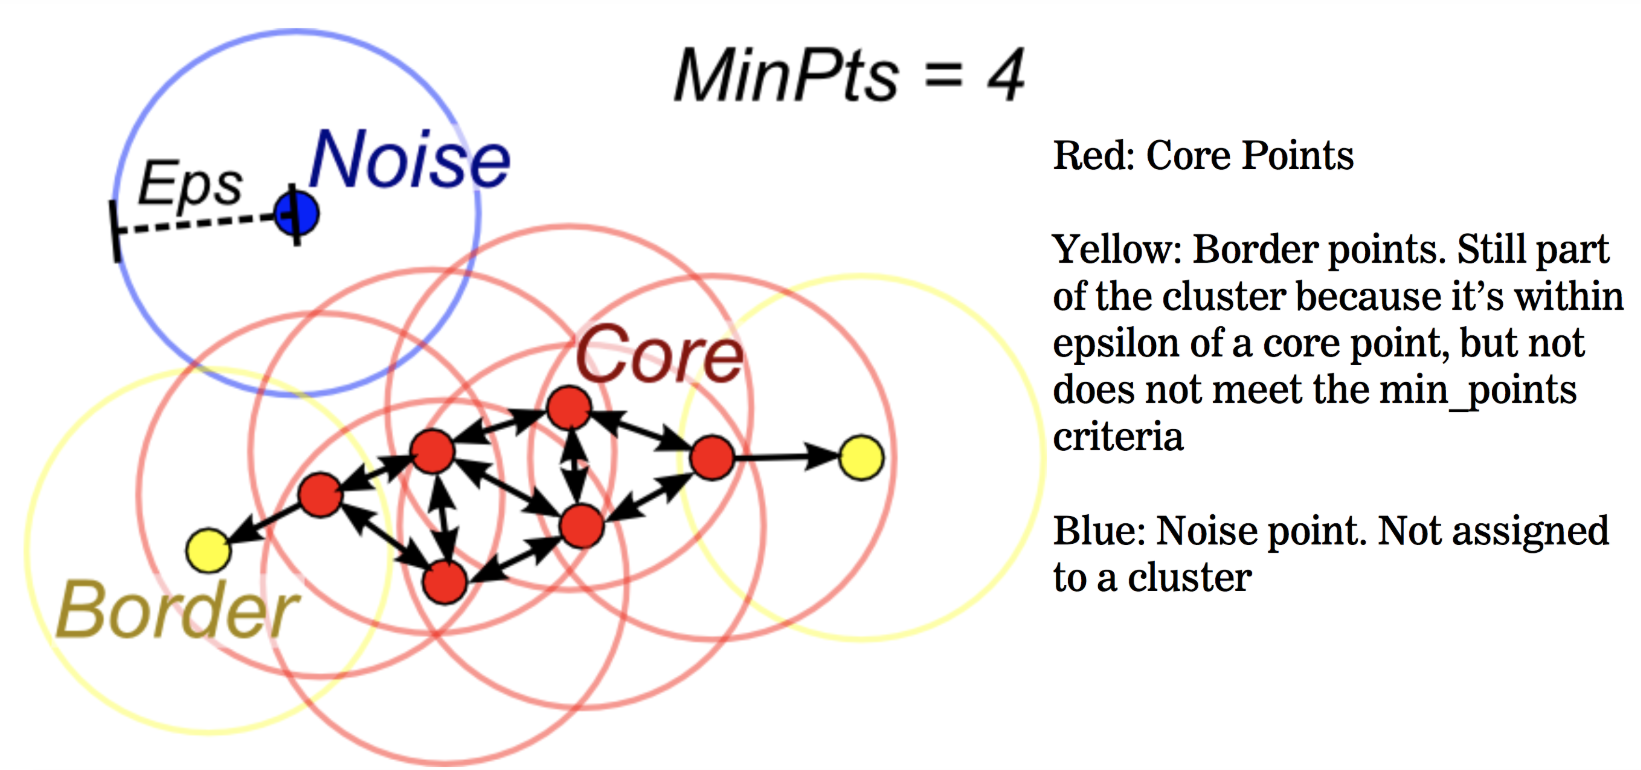 MinPts = 4
Noise
Eps
Core
Border
Red: Core Points
Yellow: Border points. Still part
of the cluster because it’s within
epsilon of a core point, but not
does not meet the min_points
criteria
Blue: Noise point. Not assigned
to a cluster